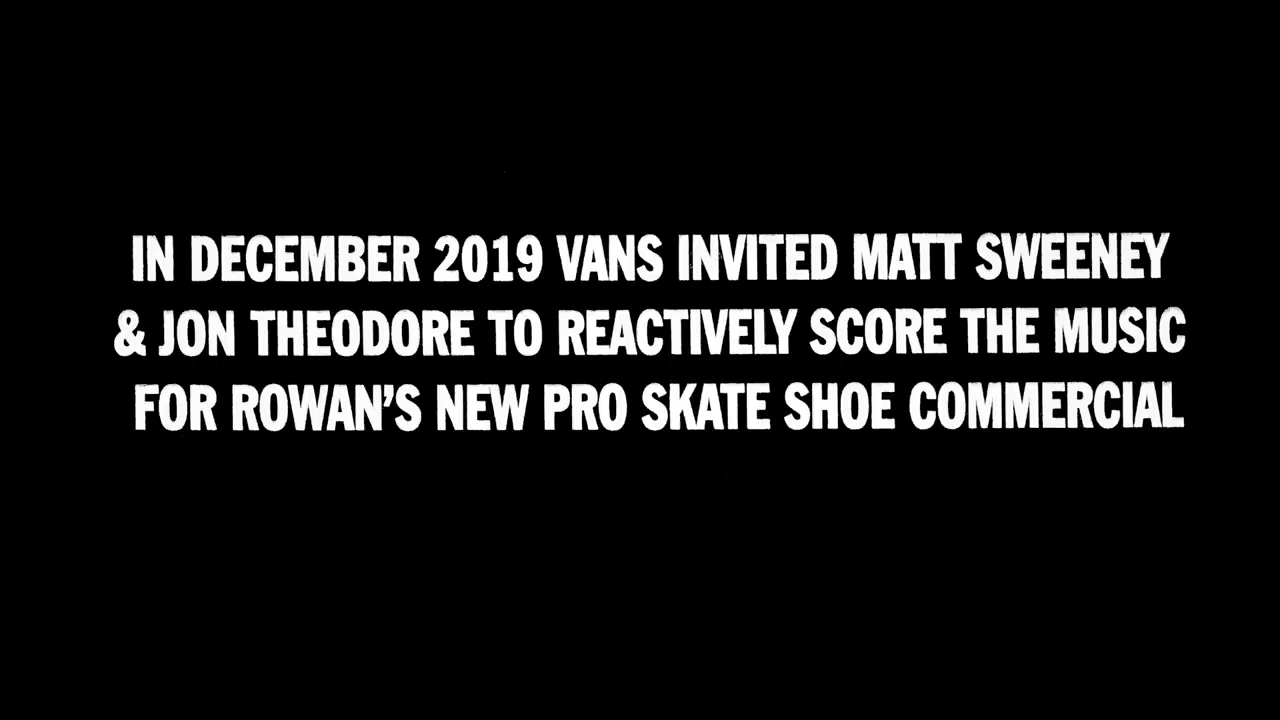 IN DECEMBER 2019 VANS INVITED MATT SWEENEY
& JON THEODORE TO REACTIVELY SCORE THE MUSIC
FOR ROWAN'S NEW PRO SKATE SHOE COMMERCIAL